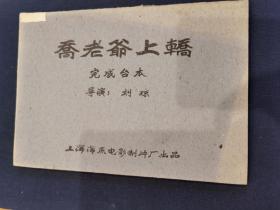 喬老爺上轎
完成台本
导演：刘琼
上海海燕电影制片厂出品